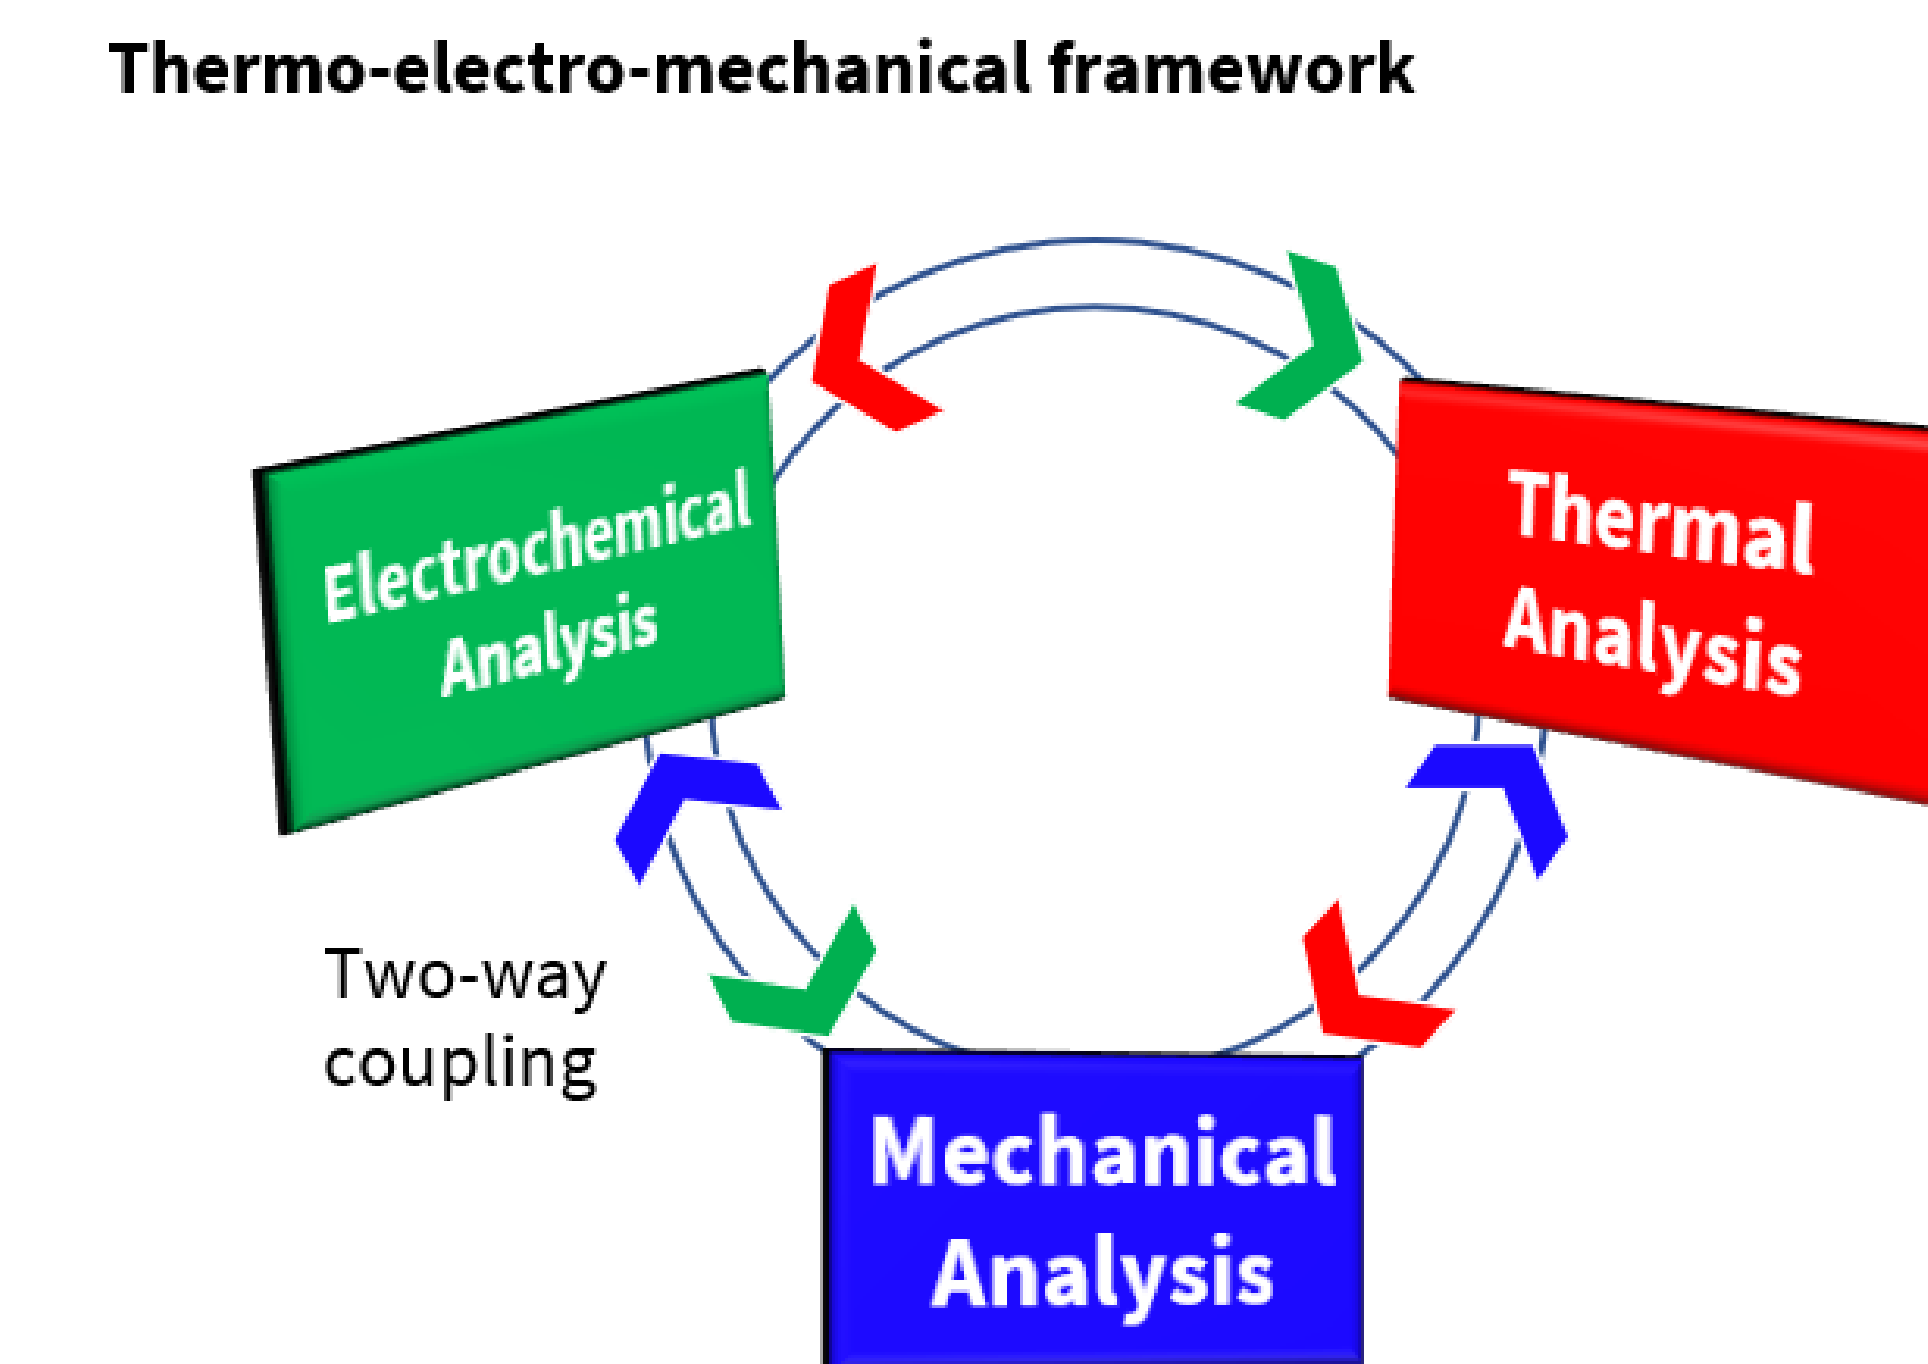 Thermo-electro-mechanical framework
Electrochemical
Analysis
Thermal
Analysis
Two-way
coupling
Mechanical
Analysis